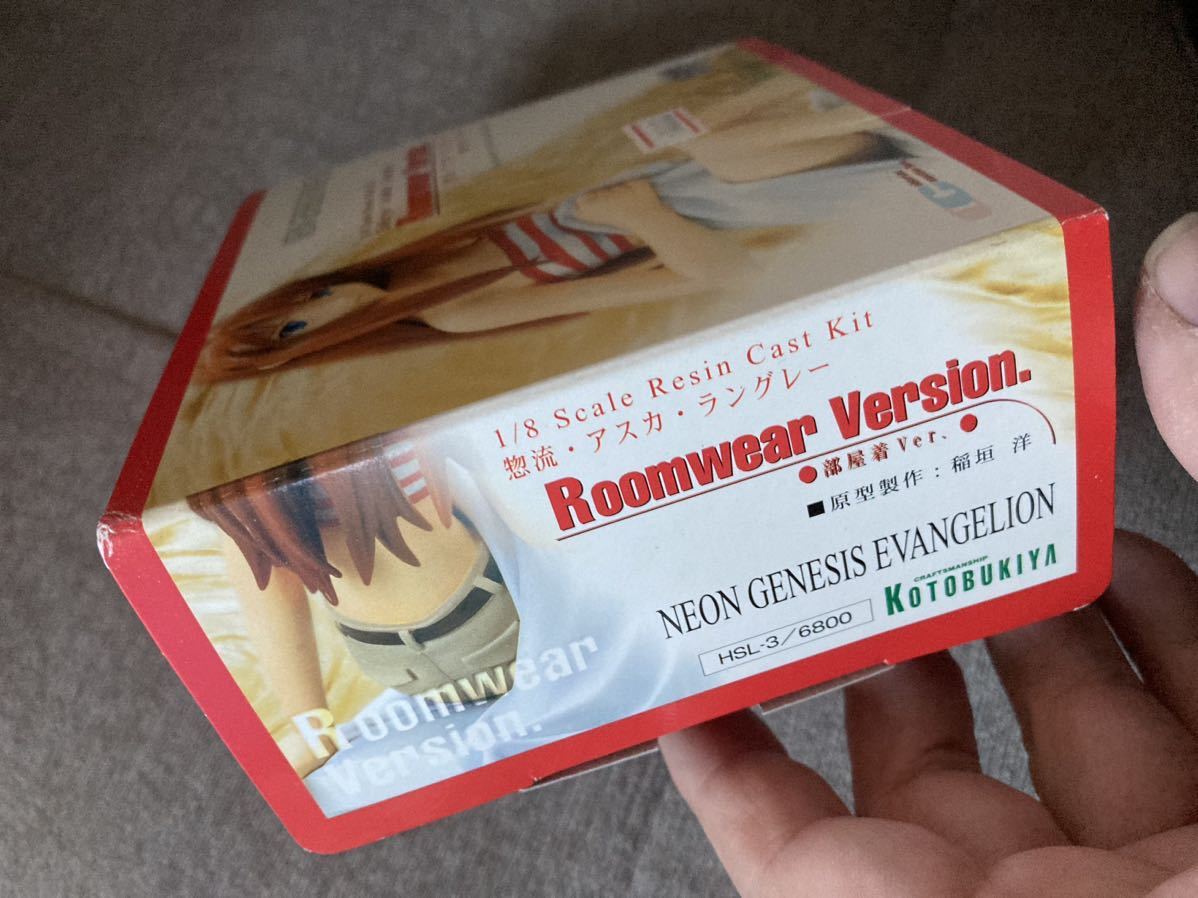 1/8 Scale Resin Cast Kit
惣流・アスカ・ラングレー
Roomwear Version.
●部屋着Ver.●
■原型製作:稲垣 洋
NEON GENESIS EVANGELION
HSL-3/6800
CRAFTSMANSHIP
KOTOBUKIYA
Roomwear
Version.
Roomwear Version.